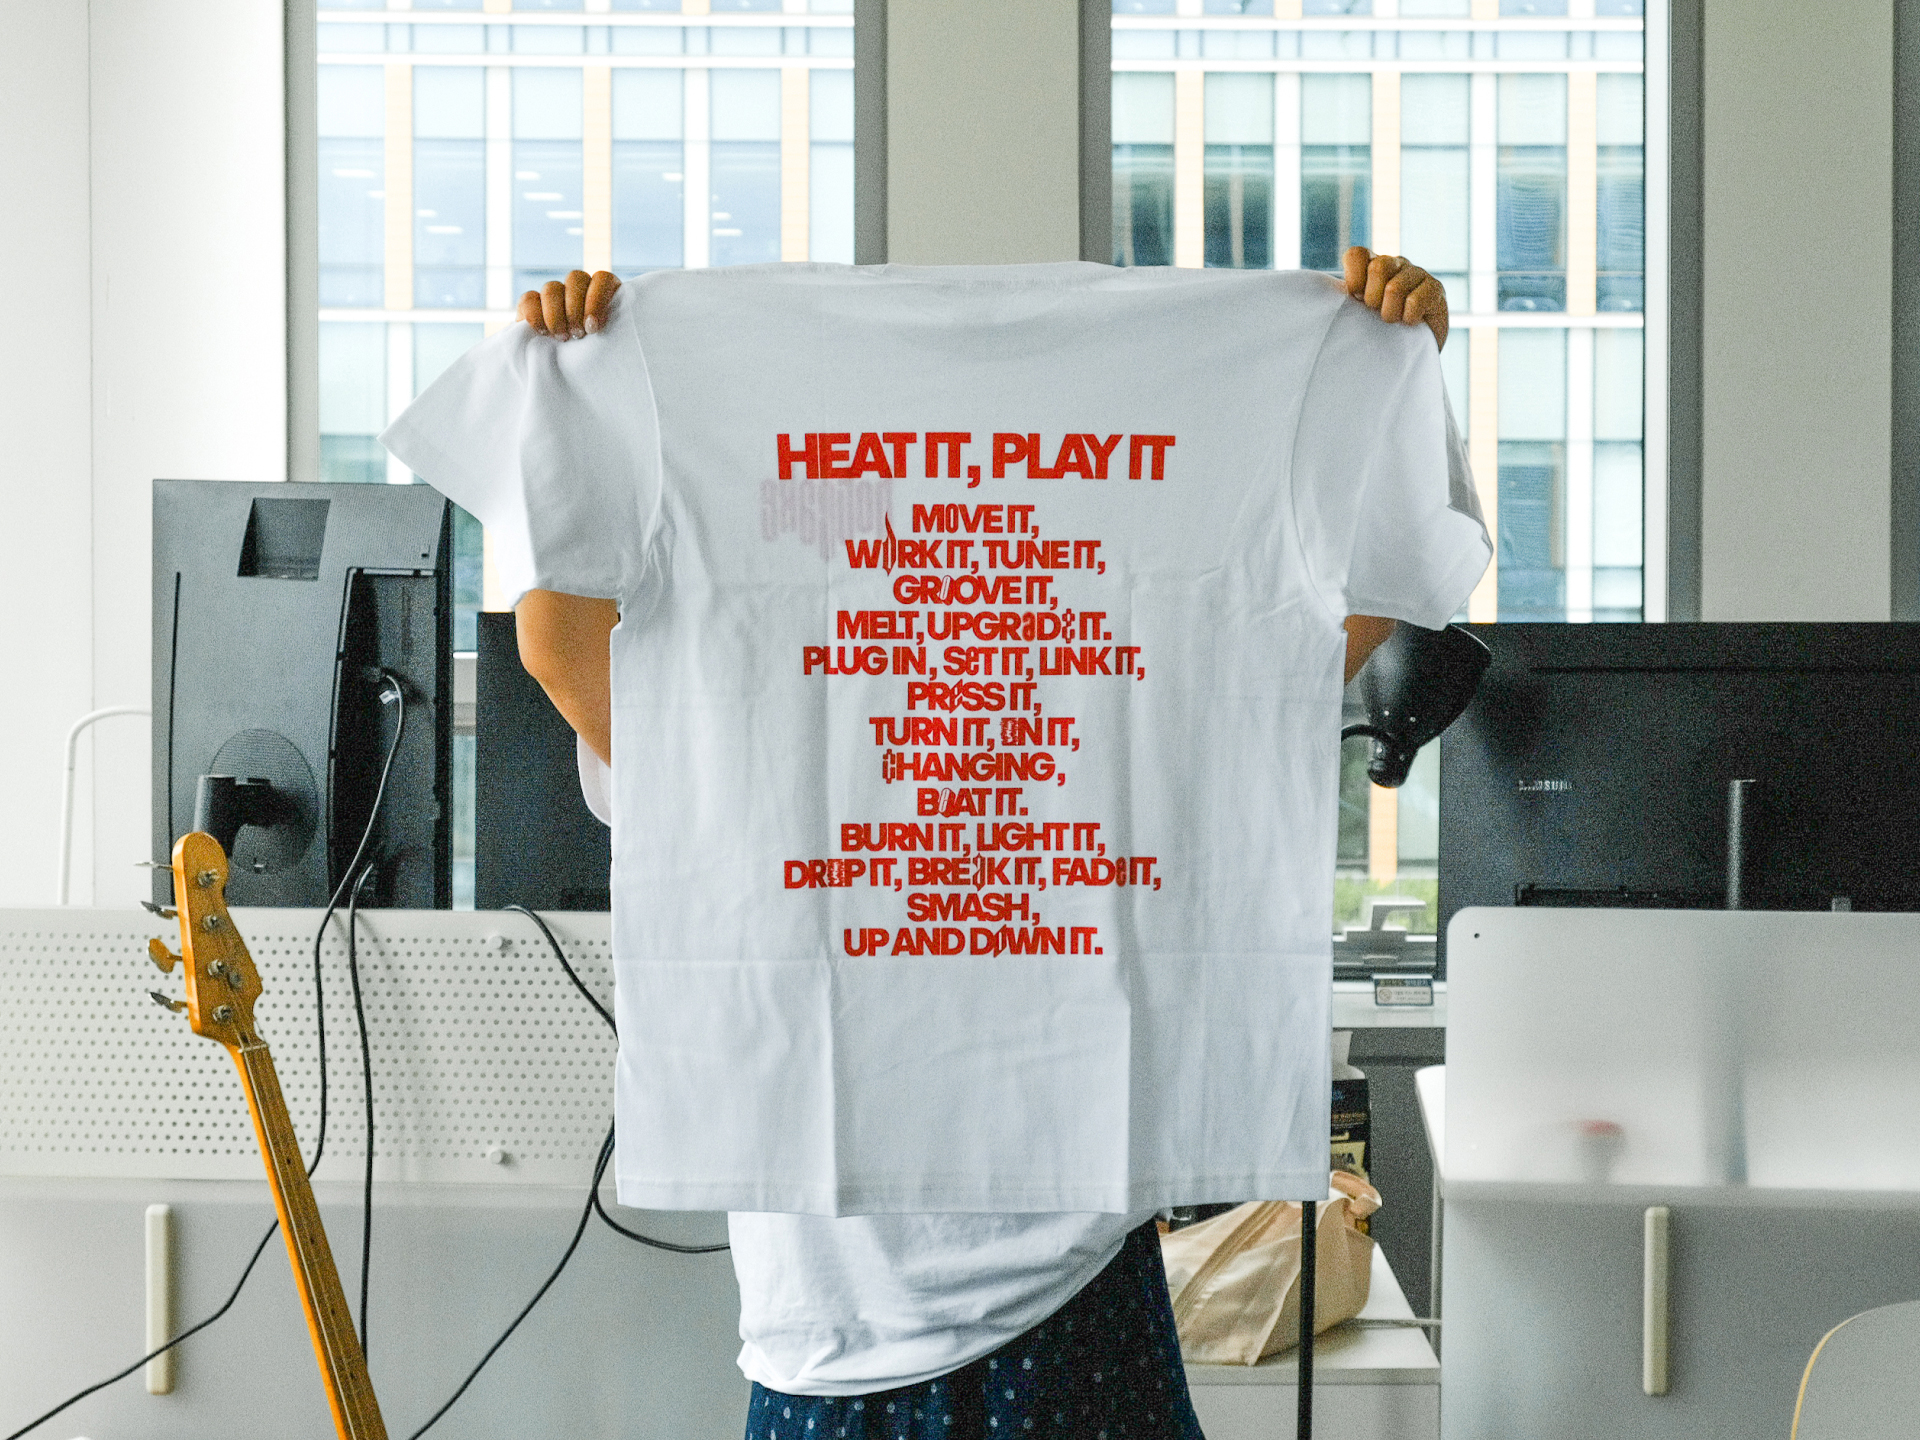 HEAT IT, PLAY IT
MOVE IT,
WORK IT, TUNE IT,
GROOVE IT,
MELT, UPGRaDe IT.
PLUG IN, SeT IT, LINK IT,
PReSS IT,
TURN IT, ON IT,
CHANGING,
BOAT IT.
BURN IT, LIGHT IT,
DROP IT, BREaK IT, FADe IT,
SMASH,
UP AND DOWN IT.
SAMSUNG